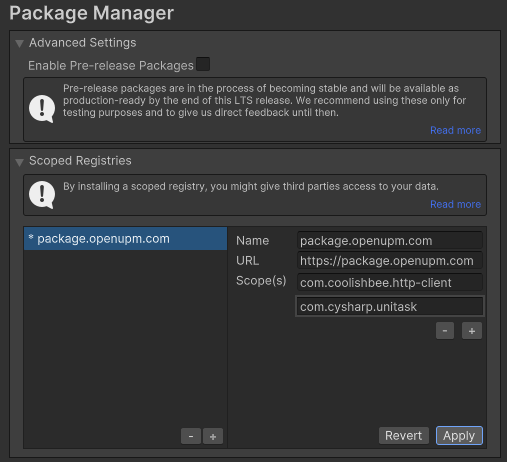 Package Manager
Advanced Settings
Enable Pre-release Packages
Pre-release packages are in the process of becoming stable and will be available as
production-ready by the end of this LTS release. We recommend using these only for
testing purposes and to give us direct feedback until then.
Read more
Scoped Registries
By installing a scoped registry, you might give third parties access to your data.
Read more
* package.openupm.com
Name package.openupm.com
URL https://package.openupm.com
Scope(s) com.coolishbee.http-client
com.cysharp.unitask
- +
- +
Revert Apply